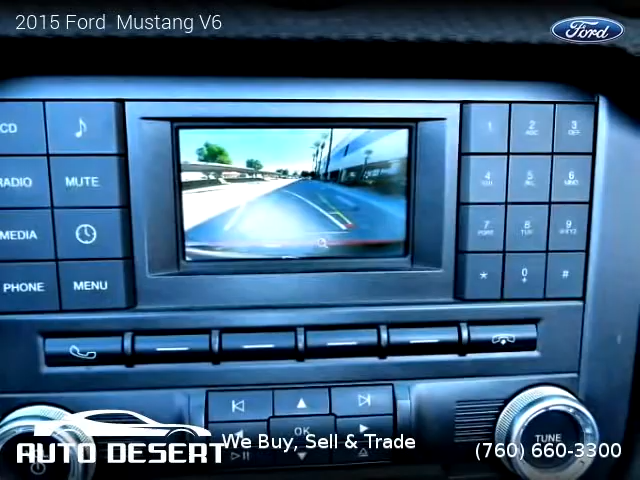 2015 Ford Mustang V6
Ford
CD
RADIO MUTE
MEDIA
PHONE MENU
1 2 ABC 3 DEF
4 GHI 5 JKL 6 MNO
7 PQRS 8 TUV 9 WXYZ
* 0 + #
OK
TUNE
AUTO DESERT
We Buy, Sell & Trade
(760) 660-3300